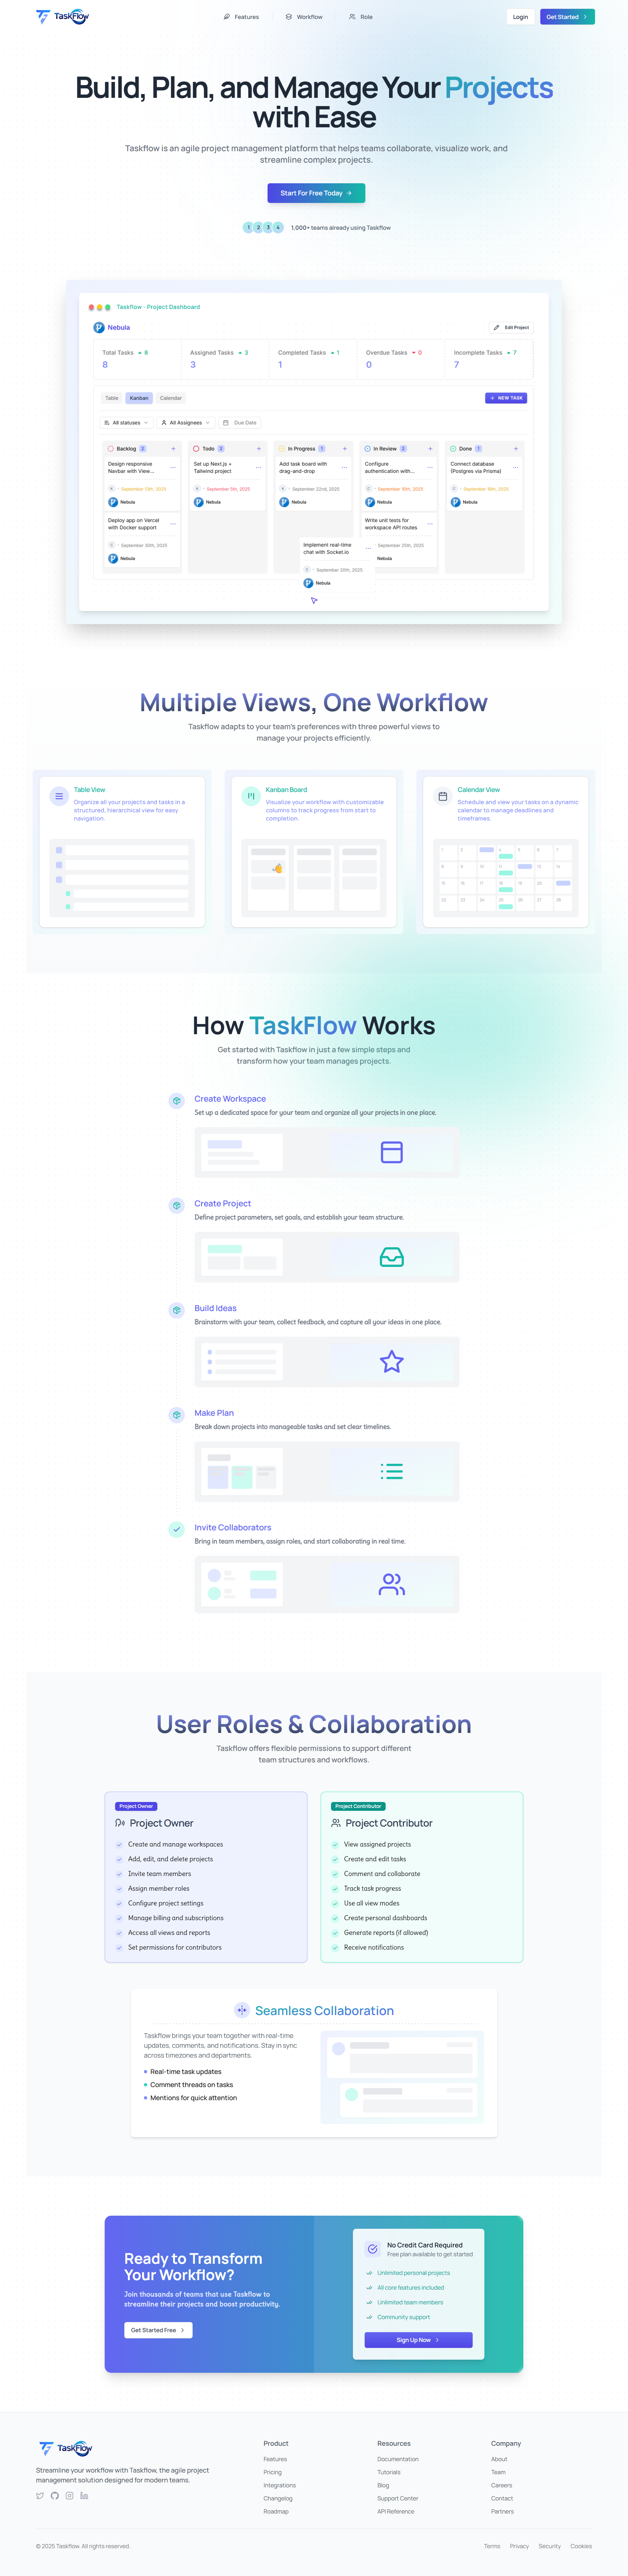 TaskFlow
Features
Workflow
Role
Login
Get Started
Build, Plan, and Manage Your Projects
with Ease
Taskflow is an agile project management platform that helps teams collaborate, visualize work, and
streamline complex projects.
Start For Free Today
1 2 3 4
1,000+ teams already using Taskflow
Taskflow - Project Dashboard
Nebula
Edit Project
Total Tasks 8
8
Assigned Tasks 3
3
Completed Tasks 1
1
Overdue Tasks 0
0
Incomplete Tasks 7
7
Table
Kanban
Calendar
NEW TASK
All statuses
All Assignees
Due Date
Backlog 2
Design responsive
Navbar with View...
September 13th, 2025
Nebula
Deploy app on Vercel
with Docker support
September 30th, 2025
Nebula
Todo 2
Set up Next.js +
Tailwind project
September 5th, 2025
Nebula
In Progress 1
Add task board with
drag-and-drop
September 22nd, 2025
Nebula
Implement real-time
chat with Socket.io
September 20th, 2025
Nebula
In Review 2
Configure
authentication with...
September 10th, 2025
Nebula
Write unit tests for
workspace API routes
September 25th, 2025
Nebula
Done 1
Connect database
(Postgres via Prisma)
Nebula
Multiple Views, One Workflow
Taskflow adapts to your team's preferences with three powerful views to
manage your projects efficiently.
Table View
Organize all your projects and tasks in a
structured, hierarchical view for easy
navigation.
Kanban Board
Visualize your workflow with customizable
columns to track progress from start to
completion.
Calendar View
Schedule and view your tasks on a dynamic
calendar to manage deadlines and
timeframes.
1 2 4 5 6 7
8 9 10 11 13 14
15 16 17 18 19 20
22 23 24 25 26 27 28
How TaskFlow Works
Get started with Taskflow in just a few simple steps and
transform how your team manages projects.
Create Workspace
Set up a dedicated space for your team and organize all your projects in one place.
Create Project
Define project parameters, set goals, and establish your team structure.
Build Ideas
Brainstorm with your team, collect feedback, and capture all your ideas in one place.
Make Plan
Break down projects into manageable tasks and set clear timelines.
Invite Collaborators
Bring in team members, assign roles, and start collaborating in real time.
User Roles & Collaboration
Taskflow offers flexible permissions to support different
team structures and workflows.
Project Owner
Project Owner
Create and manage workspaces
Add, edit, and delete projects
Invite team members
Assign member roles
Configure project settings
Manage billing and subscriptions
Access all views and reports
Set permissions for contributors
Project Contributor
Project Contributor
View assigned projects
Create and edit tasks
Comment and collaborate
Track task progress
Use all view modes
Create personal dashboards
Generate reports (if allowed)
Receive notifications
Seamless Collaboration
Taskflow brings your team together with real-time
updates, comments, and notifications. Stay in sync
across timezones and departments.
Real-time task updates
Comment threads on tasks
Mentions for quick attention
Ready to Transform
Your Workflow?
Join thousands of teams that use Taskflow to
streamline their projects and boost productivity.
Get Started Free
No Credit Card Required
Free plan available to get started
Unlimited personal projects
All core features included
Unlimited team members
Community support
Sign Up Now
TaskFlow
Streamline your workflow with Taskflow, the agile project
management solution designed for modern teams.
Product
Features
Pricing
Integrations
Changelog
Roadmap
Resources
Documentation
Tutorials
Blog
Support Center
API Reference
Company
About
Team
Careers
Contact
Partners
© 2025 Taskflow. All rights reserved.
Terms
Privacy
Security
Cookies